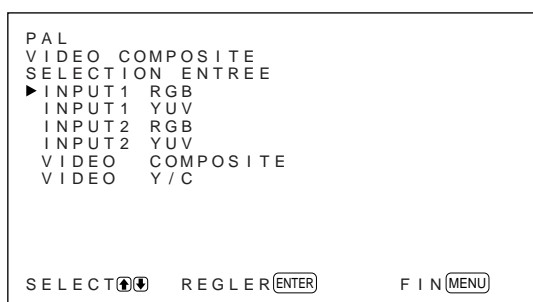 PAL
VIDEO COMPOSITE
SELECTION ENTREE
▶INPUT1 RGB
INPUT1 YUV
INPUT2 RGB
INPUT2 YUV
VIDEO COMPOSITE
VIDEO Y/C
SELECT⬆⬇ REGLER ENTER FIN MENU